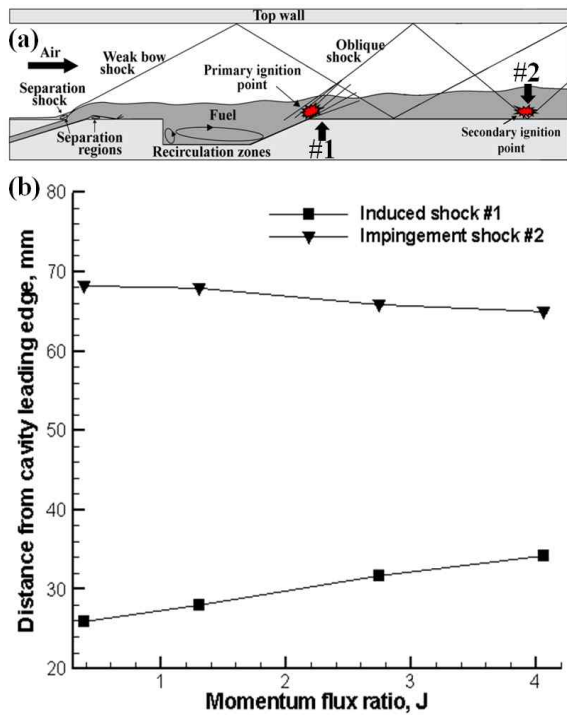 Top wall
(a)
Air
Weak bow
shock
Oblique
shock
Primary ignition
point
#2
Separation
shock
Fuel
Separation
regions
Recirculation zones
#1
Secondary ignition
point
(b)
80
70
60
50
40
30
20
Distance from cavity leading edge, mm
Induced shock #1
Impingement shock #2
1
2
3
4
Momentum flux ratio, J